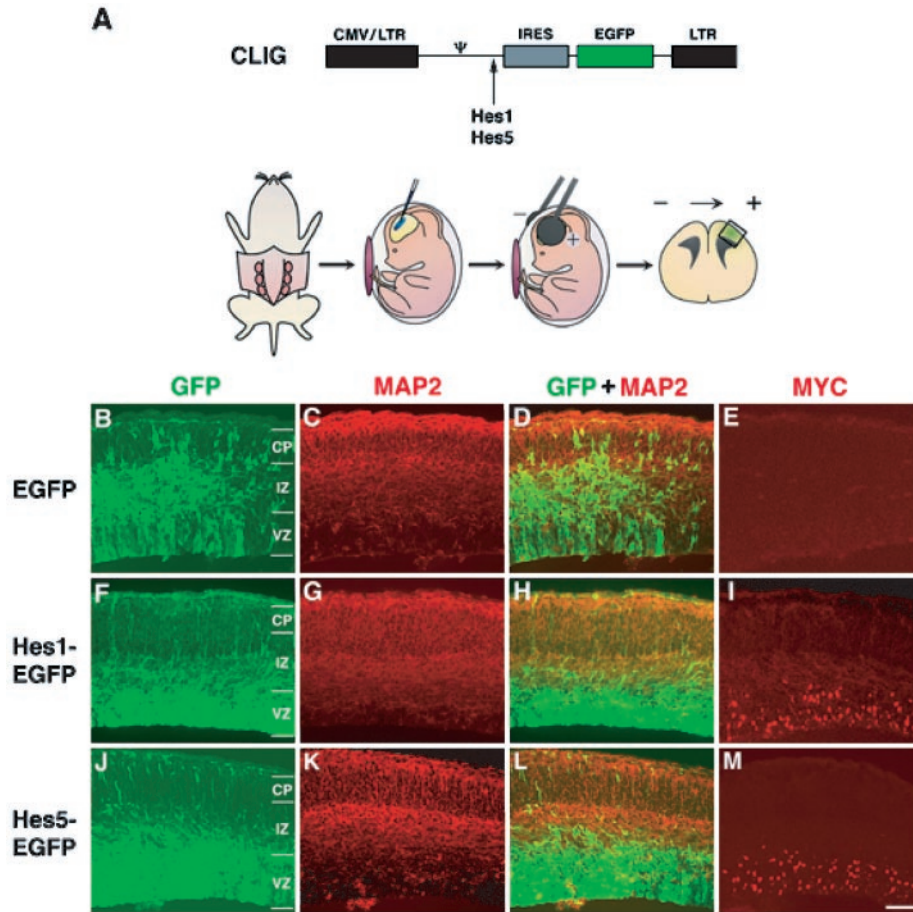 A
CMV/LTR Ψ IRES EGFP LTR
CLIG
Hes1
Hes5
− → +
− +
GFP MAP2 GFP + MAP2 MYC
B CP IZ VZ C D E
EGFP
F CP IZ VZ G H I
Hes1-
EGFP
J CP IZ VZ K L M
Hes5-
EGFP